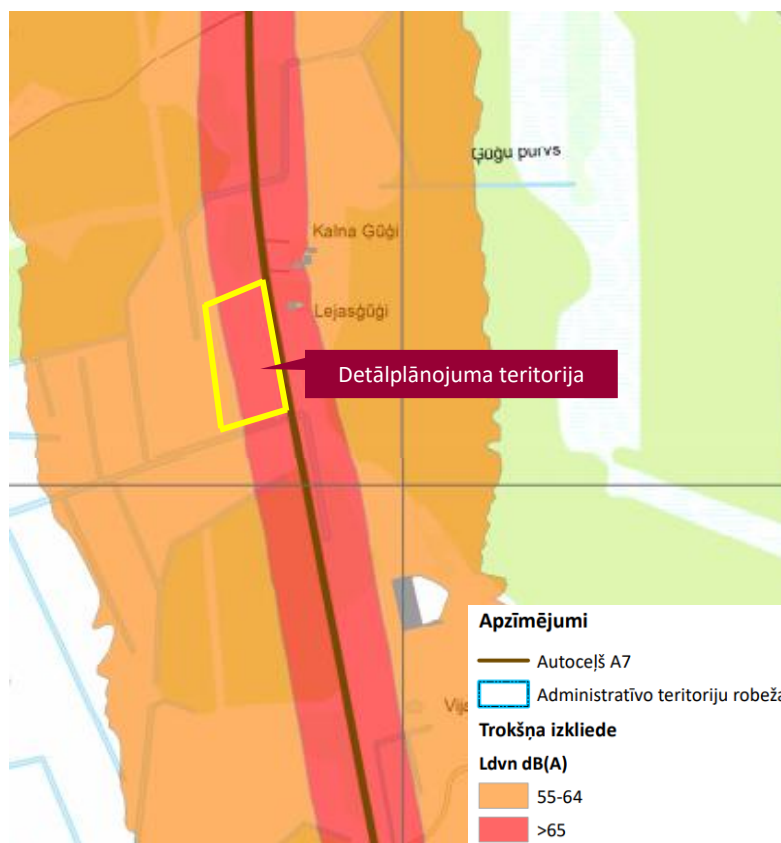 Ģūģu purvs
Kalna Ģūģi
Lejasģūģi
Detālplānojuma teritorija
Apzīmējumi
Autoceļš A7
Administratīvo teritoriju robeža
Trokšņa izkliede
Ldvn dB(A)
55-64
>65